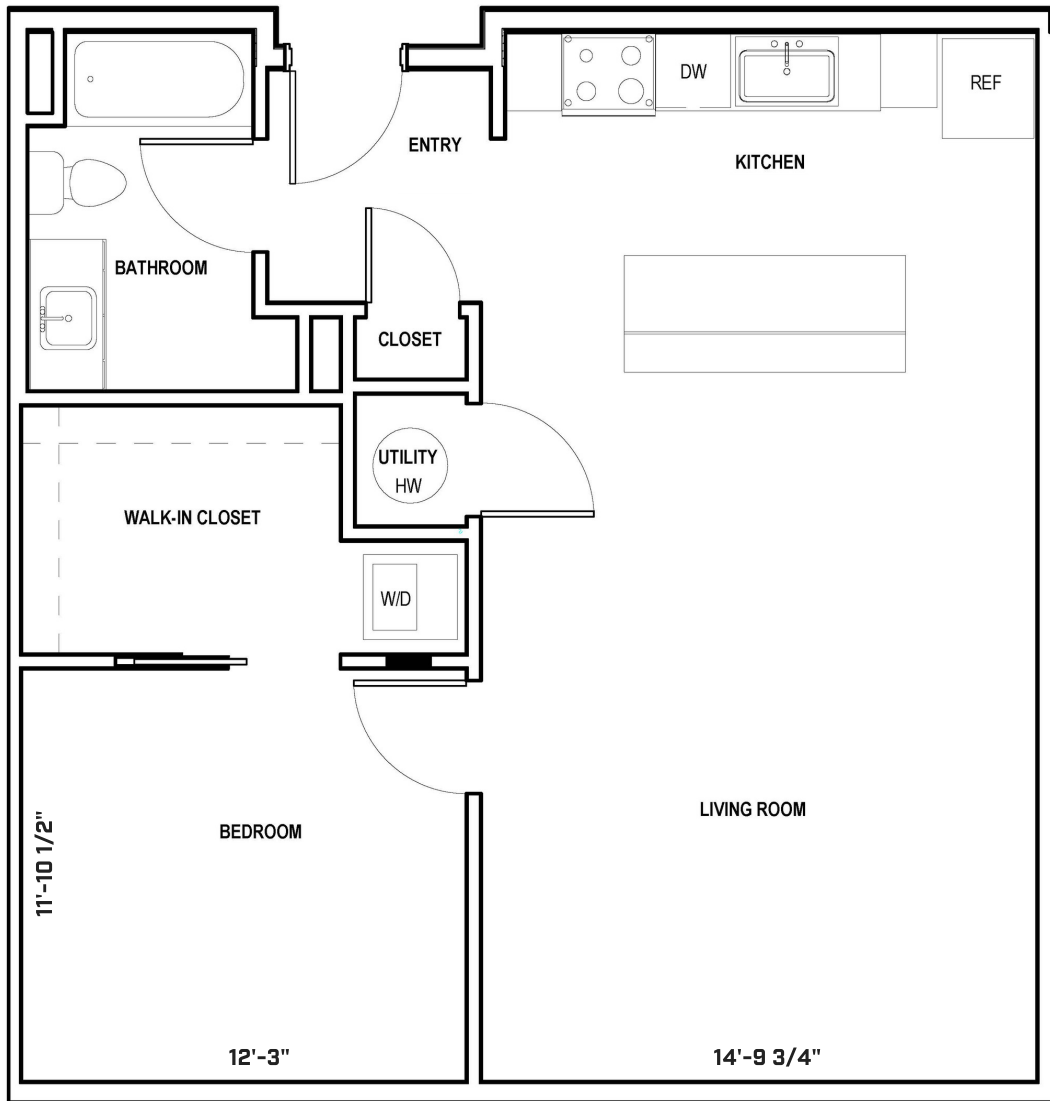 DW
REF
ENTRY
KITCHEN
BATHROOM
CLOSET
UTILITY
HW
WALK-IN CLOSET
W/D
LIVING ROOM
BEDROOM
11'-10 1/2"
12'-3"
14'-9 3/4"